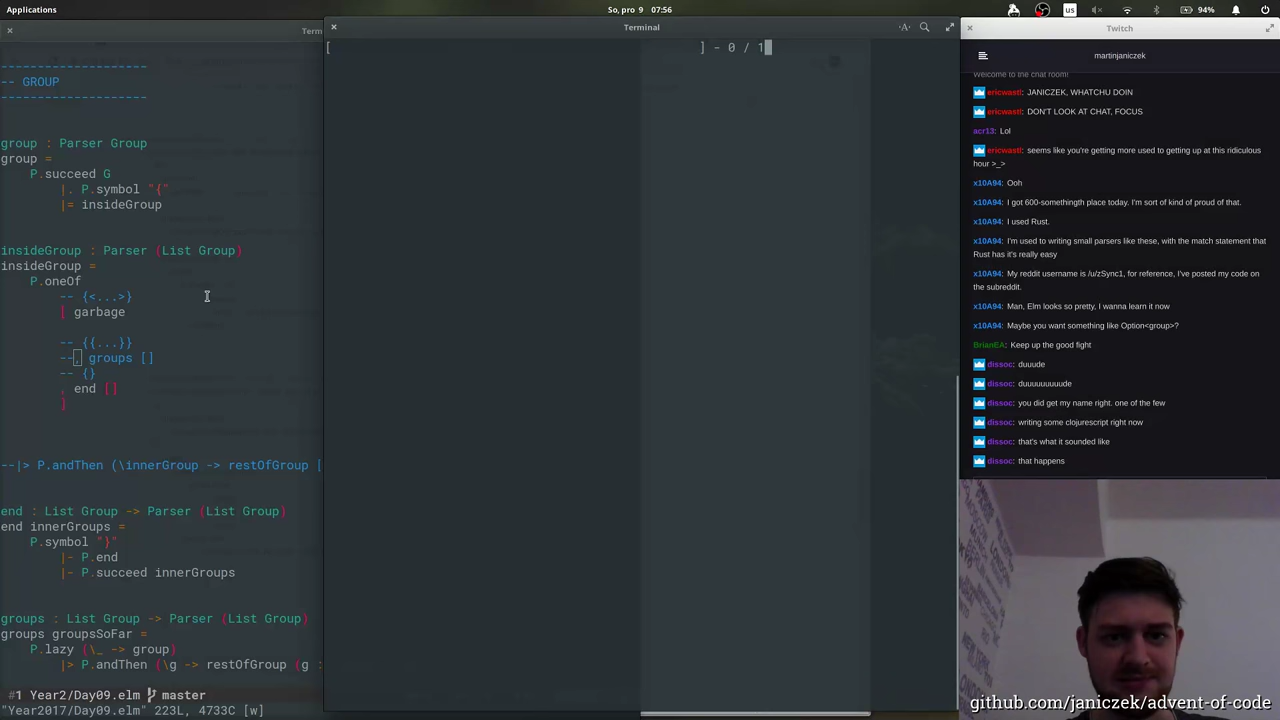 Applications
So, pro 9 07:56
us
94%
Term
--------------------
-- GROUP
--------------------
group : Parser Group
group =
P.succeed G
|. P.symbol "{"
|= insideGroup
insideGroup : Parser (List Group)
insideGroup =
P.oneOf
-- {<...>}
[ garbage
-- {{...}}
--, groups []
-- {}
, end []
]
--|> P.andThen (\innerGroup -> restOfGroup [
end : List Group -> Parser (List Group)
end innerGroups =
P.symbol "}"
|- P.end
|- P.succeed innerGroups
groups : List Group -> Parser (List Group)
groups groupsSoFar =
P.lazy (\_ -> group)
|> P.andThen (\g -> restOfGroup (g :
#1 Year2/Day09.elm master
"Year2017/Day09.elm" 223L, 4733C [w]
Terminal
[ ] - 0 / 1
Twitch
martinjaniczek
Welcome to the chat room!
ericwastl: JANICZEK, WHATCHU DOIN
ericwastl: DON'T LOOK AT CHAT, FOCUS
acr13: Lol
ericwastl: seems like you're getting more used to getting up at this ridiculous
hour >_>
x10A94: Ooh
x10A94: I got 600-somethingth place today. I'm sort of kind of proud of that.
x10A94: I used Rust.
x10A94: I'm used to writing small parsers like these, with the match statement that
Rust has it's really easy
x10A94: My reddit username is /u/zSync1, for reference, I've posted my code on
the subreddit.
x10A94: Man, Elm looks so pretty, I wanna learn it now
x10A94: Maybe you want something like Option<group>?
BrianEA: Keep up the good fight
dissoc: duuude
dissoc: duuuuuuuuude
dissoc: you did get my name right. one of the few
dissoc: writing some clojurescript right now
dissoc: that's what it sounded like
dissoc: that happens
github.com/janiczek/advent-of-code